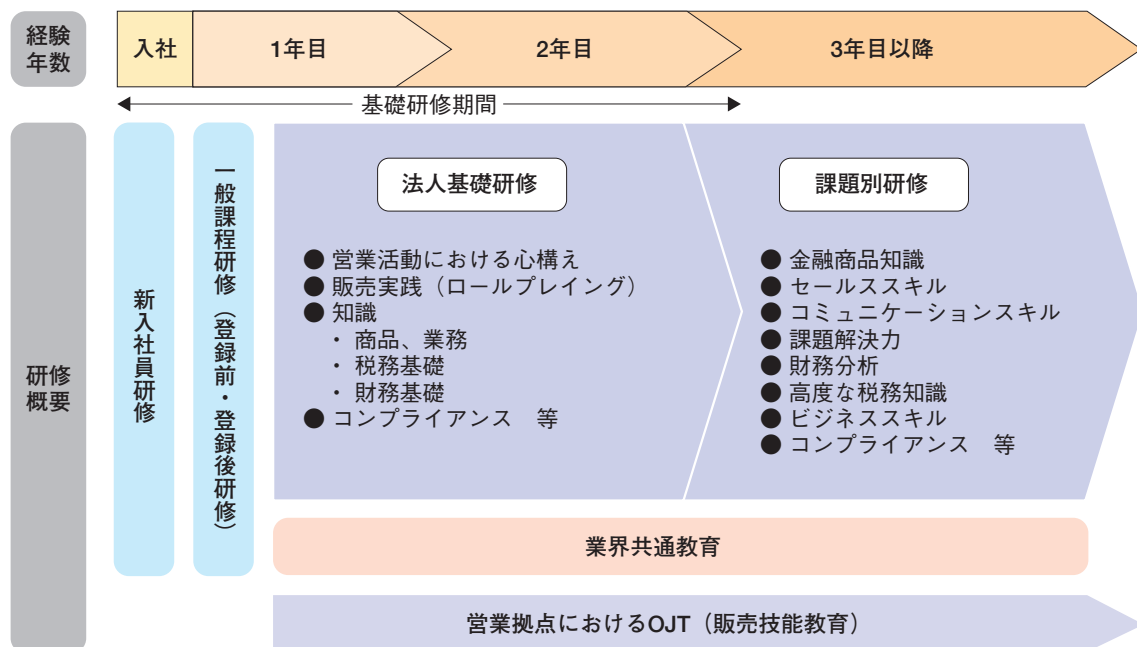 経験
年数
入社
1年目
2年目
3年目以降
基礎研修期間
研修
概要
新入社員研修
一般課程研修（登録前・登録後研修）
法人基礎研修
● 営業活動における心構え
● 販売実践（ロールプレイング）
● 知識
・ 商品、業務
・ 税務基礎
・ 財務基礎
● コンプライアンス　等
課題別研修
● 金融商品知識
● セールススキル
● コミュニケーションスキル
● 課題解決力
● 財務分析
● 高度な税務知識
● ビジネススキル
● コンプライアンス　等
業界共通教育
営業拠点におけるOJT（販売技能教育）